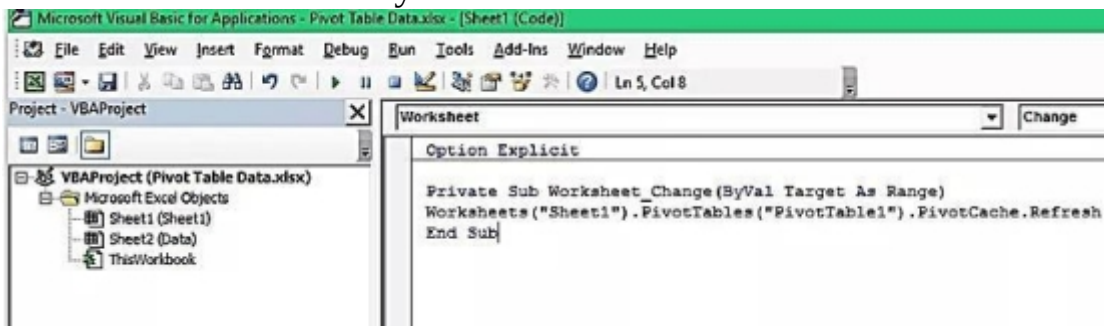 Microsoft Visual Basic for Applications - Pivot Table Data.xlsx - [Sheet1 (Code)]
File Edit View Insert Format Debug Run Tools Add-Ins Window Help
Ln 5, Col 8
Project - VBAProject
Worksheet
Change
Option Explicit
VBAProject (Pivot Table Data.xlsx)
Microsoft Excel Objects
Sheet1 (Sheet1)
Sheet2 (Data)
ThisWorkbook
Private Sub Worksheet_Change(ByVal Target As Range)
Worksheets("Sheet1").PivotTables("PivotTable1").PivotCache.Refresh
End Sub